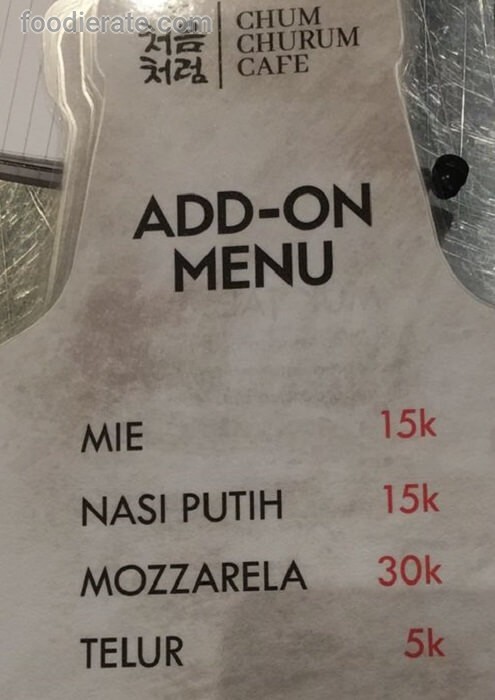 foodierate.com
처음
처럼
CHUM
CHURUM
CAFE
ADD-ON
MENU
MIE 15k
NASI PUTIH 15k
MOZZARELA 30k
TELUR 5k